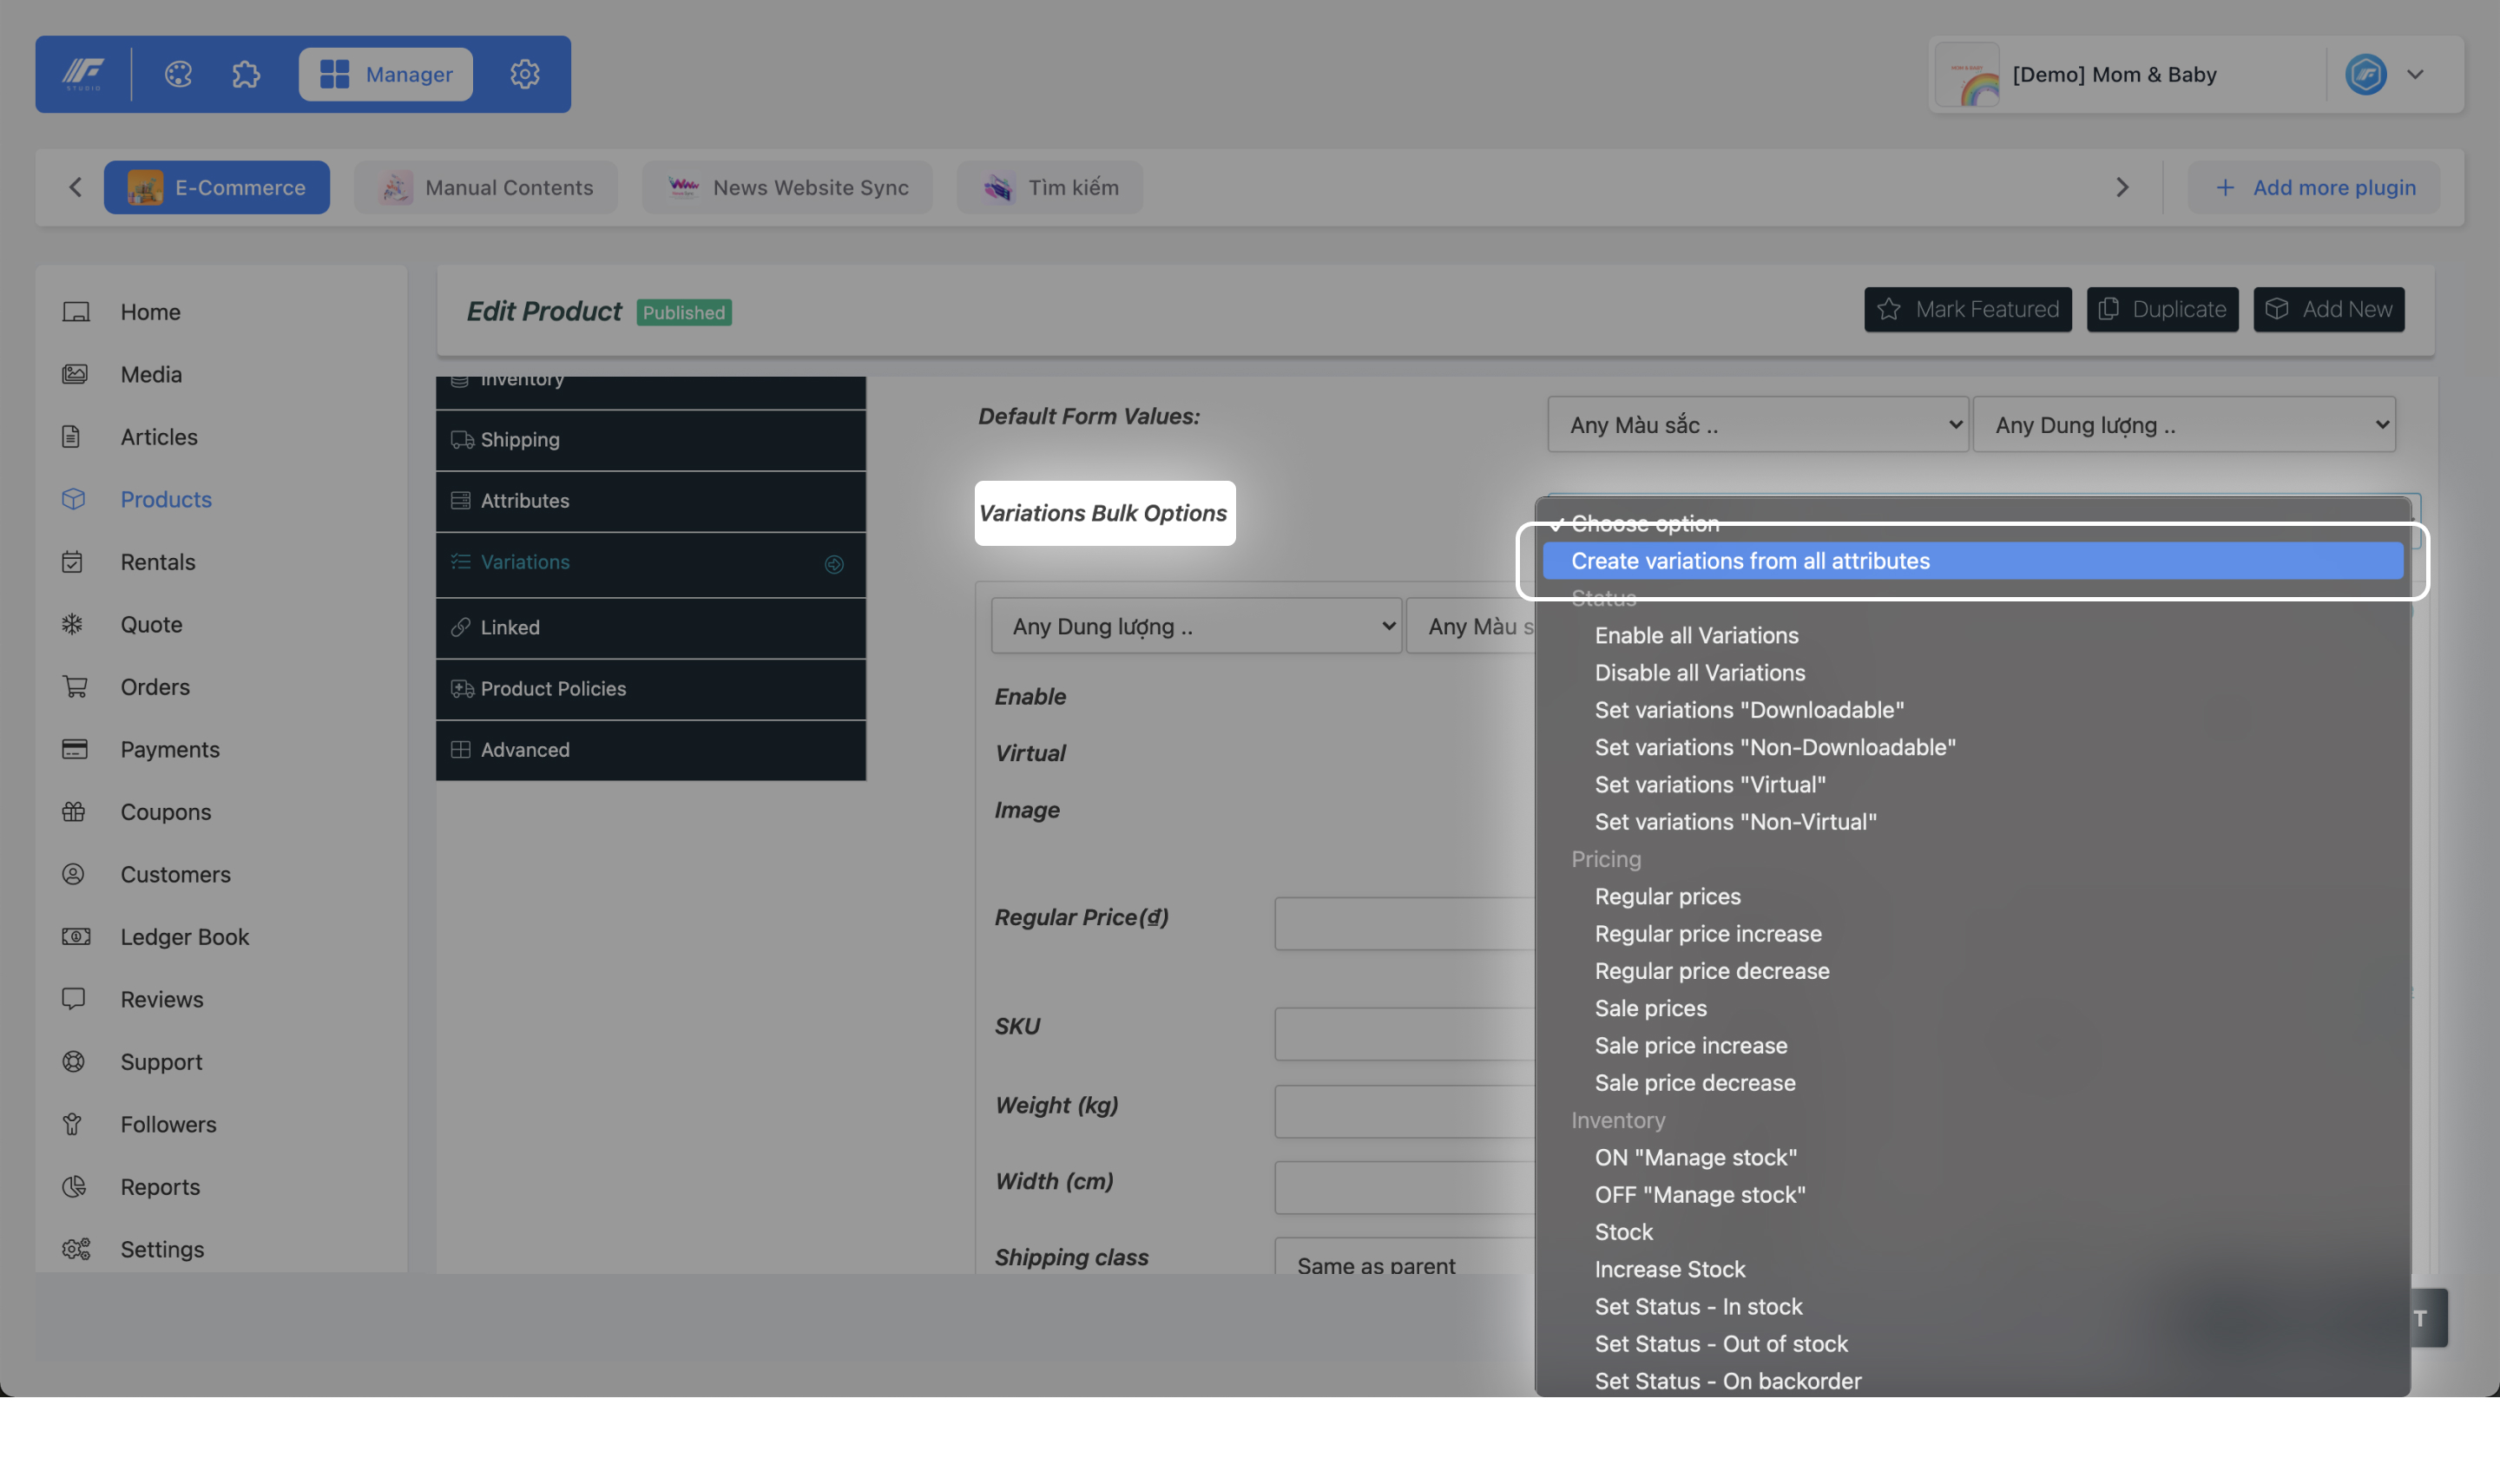 STUDIO
Manager
[Demo] Mom & Baby
E-Commerce
Manual Contents
News Website Sync
Tìm kiếm
+ Add more plugin
Home
Media
Articles
Products
Rentals
Quote
Orders
Payments
Coupons
Customers
Ledger Book
Reviews
Support
Followers
Reports
Settings
Edit Product Published
Mark Featured
Duplicate
Add New
Inventory
Shipping
Attributes
Variations
Linked
Product Policies
Advanced
Default Form Values:
Any Màu sắc ..
Any Dung lượng ..
Variations Bulk Options
Any Dung lượng ..
Any Màu s
Enable
Virtual
Image
Regular Price(₫)
SKU
Weight (kg)
Width (cm)
Shipping class
Same as parent
✓ Choose option
Create variations from all attributes
Status
Enable all Variations
Disable all Variations
Set variations "Downloadable"
Set variations "Non-Downloadable"
Set variations "Virtual"
Set variations "Non-Virtual"
Pricing
Regular prices
Regular price increase
Regular price decrease
Sale prices
Sale price increase
Sale price decrease
Inventory
ON "Manage stock"
OFF "Manage stock"
Stock
Increase Stock
Set Status - In stock
Set Status - Out of stock
Set Status - On backorder
T